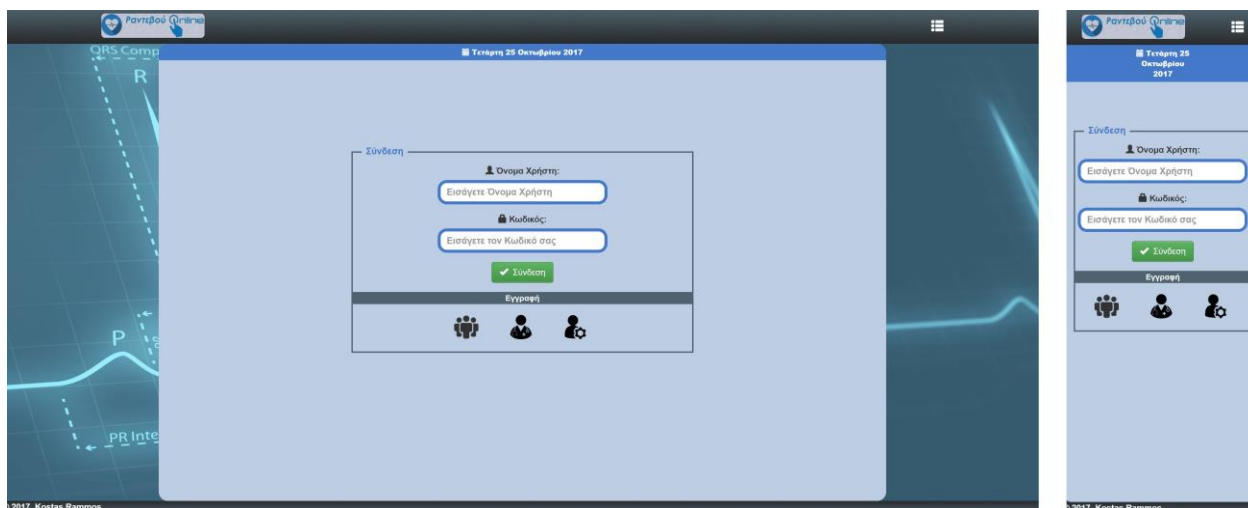 Ραντεβού Online
QRS Comp
R
P
PR Inte
Τετάρτη 25 Οκτωβρίου 2017
Σύνδεση
Όνομα Χρήστη:
Εισάγετε Όνομα Χρήστη
Κωδικός:
Εισάγετε τον Κωδικό σας
Σύνδεση
Εγγραφή
2017 Kostas Rammos
Ραντεβού Online
Τετάρτη 25
Οκτωβρίου
2017
Σύνδεση
Όνομα Χρήστη:
Εισάγετε Όνομα Χρήστη
Κωδικός:
Εισάγετε τον Κωδικό σας
Σύνδεση
Εγγραφή
2017 Kostas Rammos